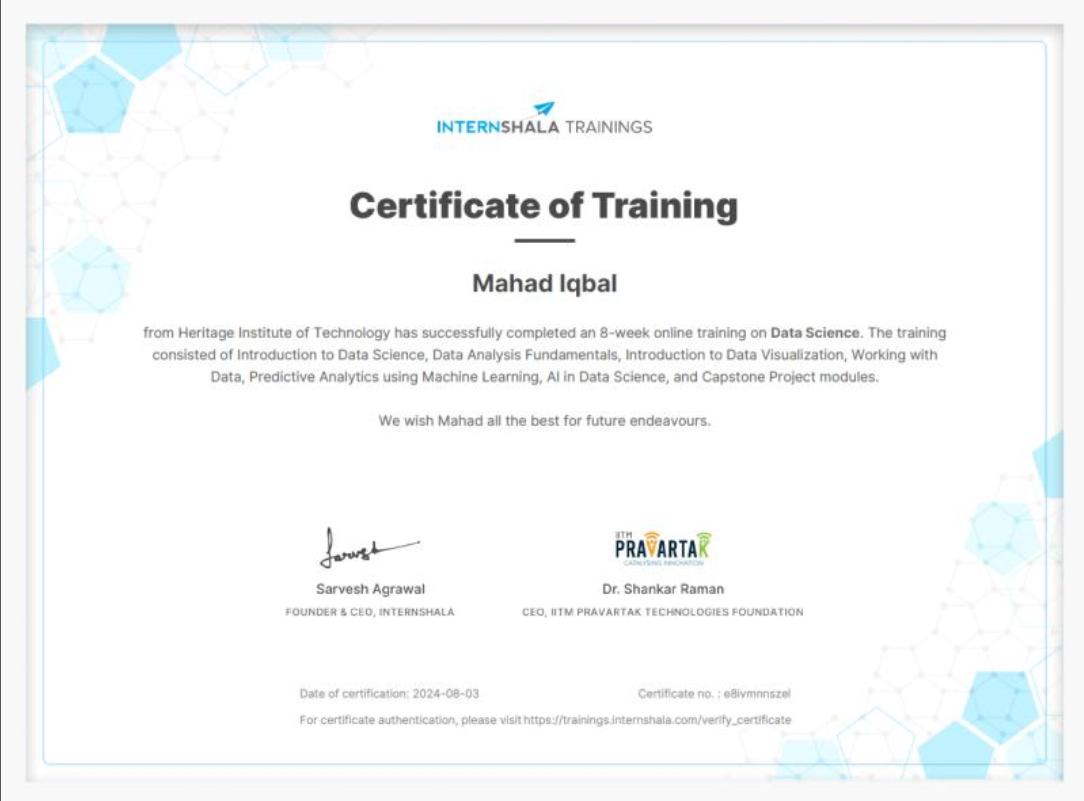 INTERNSHALA TRAININGS
Certificate of Training
Mahad Iqbal
from Heritage Institute of Technology has successfully completed an 8-week online training on Data Science. The training
consisted of Introduction to Data Science, Data Analysis Fundamentals, Introduction to Data Visualization, Working with
Data, Predictive Analytics using Machine Learning, AI in Data Science, and Capstone Project modules.
We wish Mahad all the best for future endeavours.
Sarvesh
IITM
PRAVARTAK
CATALYSING INNOVATION
Sarvesh Agrawal
Dr. Shankar Raman
FOUNDER & CEO, INTERNSHALA
CEO, IITM PRAVARTAK TECHNOLOGIES FOUNDATION
Date of certification: 2024-08-03
Certificate no. : e8ivmnnszel
For certificate authentication, please visit https://trainings.internshala.com/verify_certificate